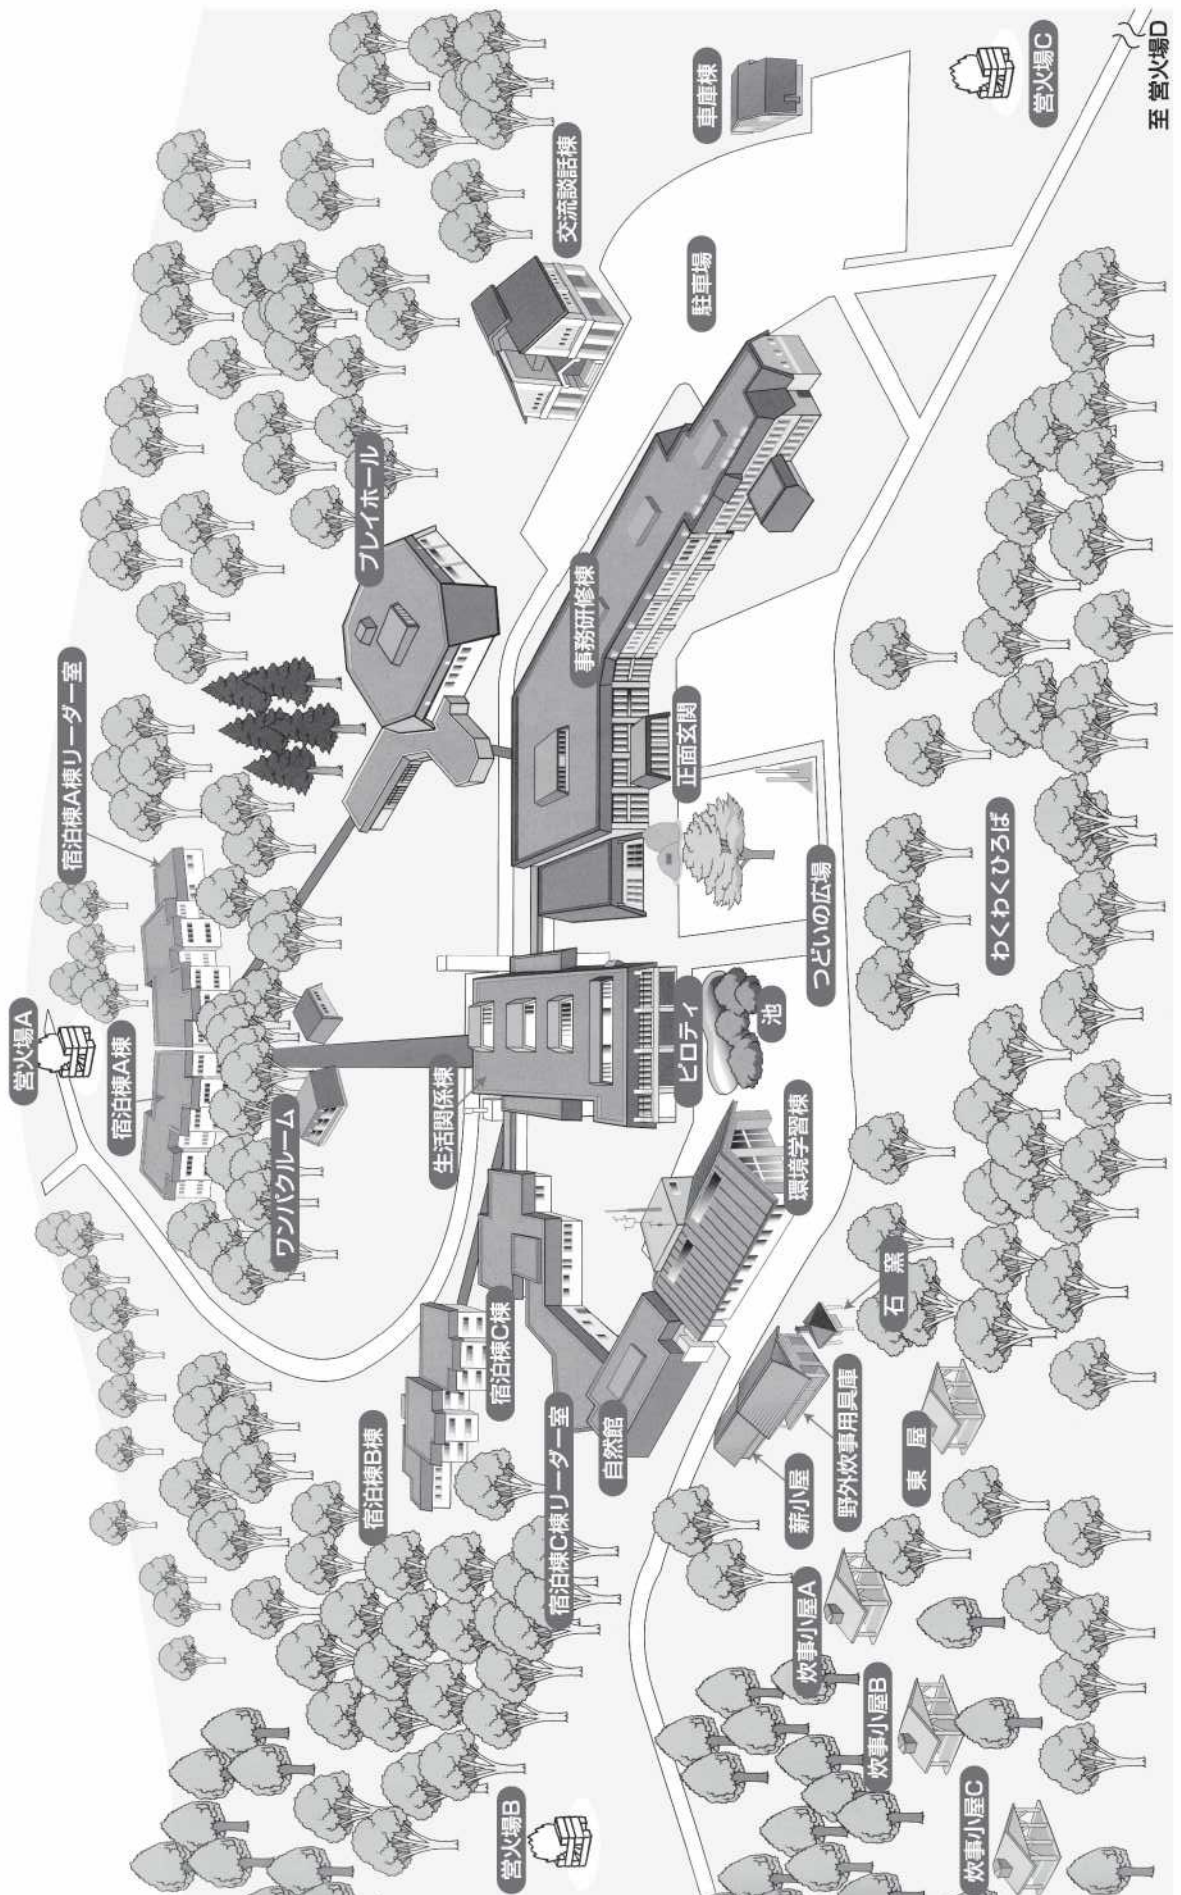 営火場A
宿泊棟A棟リーダー室
宿泊棟A棟
ワンパクルーム
プレイホール
交流談話棟
車庫棟
営火場C
至 営火場D
駐車場
事務研修棟
正面玄関
生活関係棟
ピロティ
池
つどいの広場
わくわくひろば
環境学習棟
宿泊棟B棟
宿泊棟C棟
宿泊棟C棟リーダー室
自然館
石　窯
薪小屋
野外炊事用具庫
東　屋
営火場B
炊事小屋A
炊事小屋B
炊事小屋C